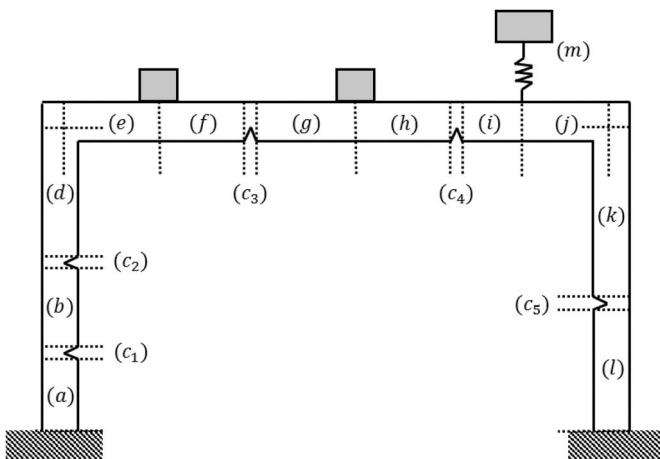 (m)
(e) (f) (g) (h) (i) (j)
(d) (c₃) (c₄) (k)
(c₂)
(b) (c₅)
(c₁)
(a) (l)